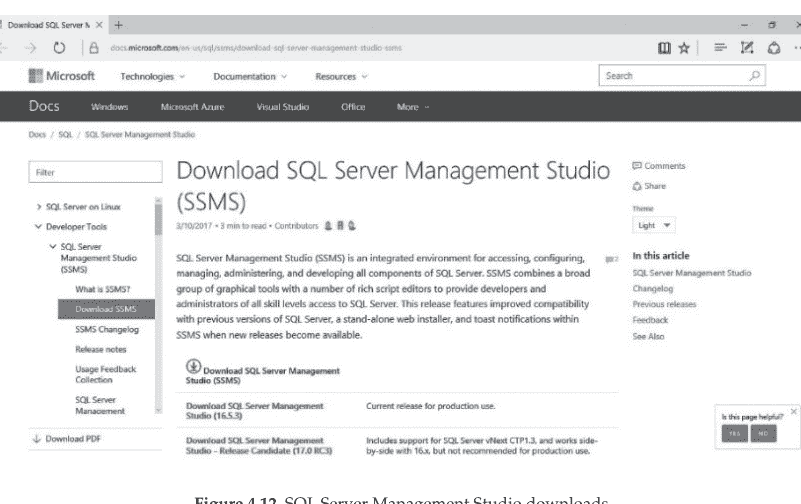 Download SQL Server M
docs.microsoft.com/en-us/sql/ssms/download-sql-server-management-studio-ssms
Microsoft Technologies Documentation Resources Search
Docs Windows Microsoft Azure Visual Studio Office More
Docs / SQL / SQL Server Management Studio
Filter
SQL Server on Linux
Developer Tools
SQL Server
Management Studio
(SSMS)
What is SSMS?
Download SSMS
SSMS Changelog
Release notes
Usage Feedback
Collection
SQL Server
Management
Download PDF
Download SQL Server Management Studio
(SSMS)
3/10/2017 • 3 min to read • Contributors
SQL Server Management Studio (SSMS) is an integrated environment for accessing, configuring,
managing, administering, and developing all components of SQL Server. SSMS combines a broad
group of graphical tools with a number of rich script editors to provide developers and
administrators of all skill levels access to SQL Server. This release features improved compatibility
with previous versions of SQL Server, a stand-alone web installer, and toast notifications within
SSMS when new releases become available.
Download SQL Server Management
Studio (SSMS)
Download SQL Server Management
Studio (16.5.3)
Current release for production use.
Download SQL Server Management
Studio - Release Candidate (17.0 RC3)
Includes support for SQL Server vNext CTP1.3, and works side-
by-side with 16.x, but not recommended for production use.
Comments
Share
Theme
Light
In this article
SQL Server Management Studio
Changelog
Previous releases
Feedback
See Also
Is this page helpful?
YES NO
Figure 4.12 SQL Server Management Studio downloads